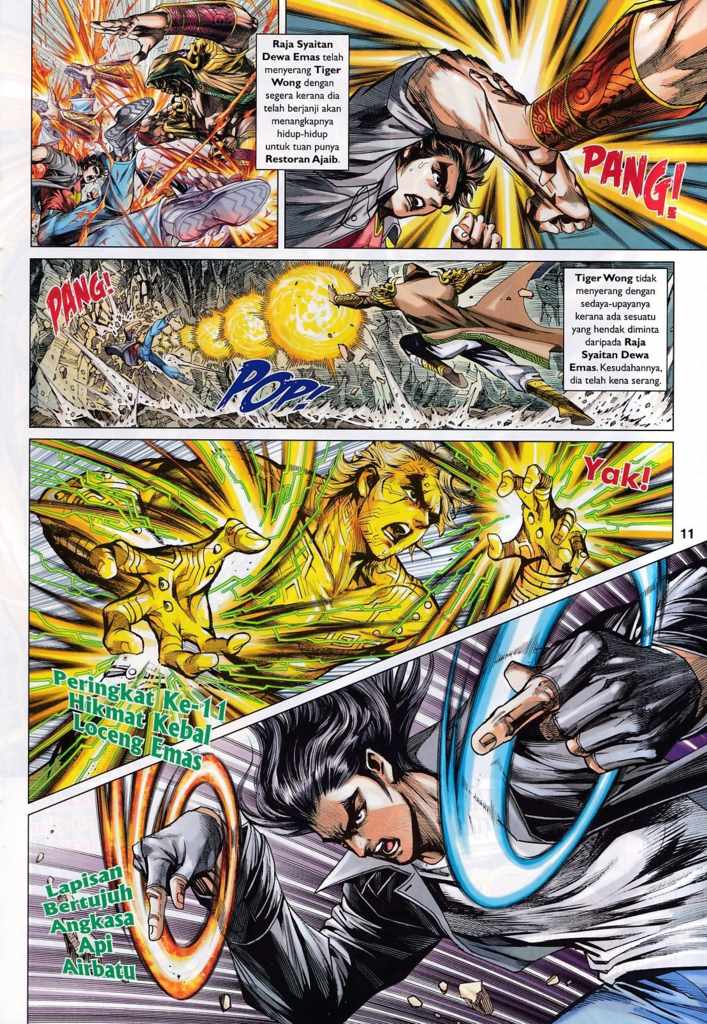 Raja Syaitan
Dewa Emas telah
menyerang Tiger
Wong dengan
segera kerana dia
telah berjanji akan
menangkapnya
hidup-hidup
untuk tuan punya
Restoran Ajaib.
PANG!
PANG!
POP!
Tiger Wong tidak
menyerang dengan
sedaya-upayanya
kerana ada sesuatu
yang hendak diminta
daripada Raja
Syaitan Dewa
Emas. Kesudahannya,
dia telah kena serang.
Yak!
11
Peringkat Ke-11
Hikmat Kebal
Loceng Emas
Lapisan
Bertujuh
Angkasa
Api
Airbatu